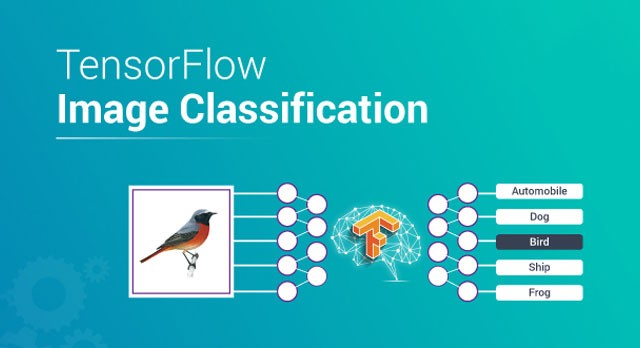 TensorFlow
Image Classification
Automobile
Dog
Bird
Ship
Frog